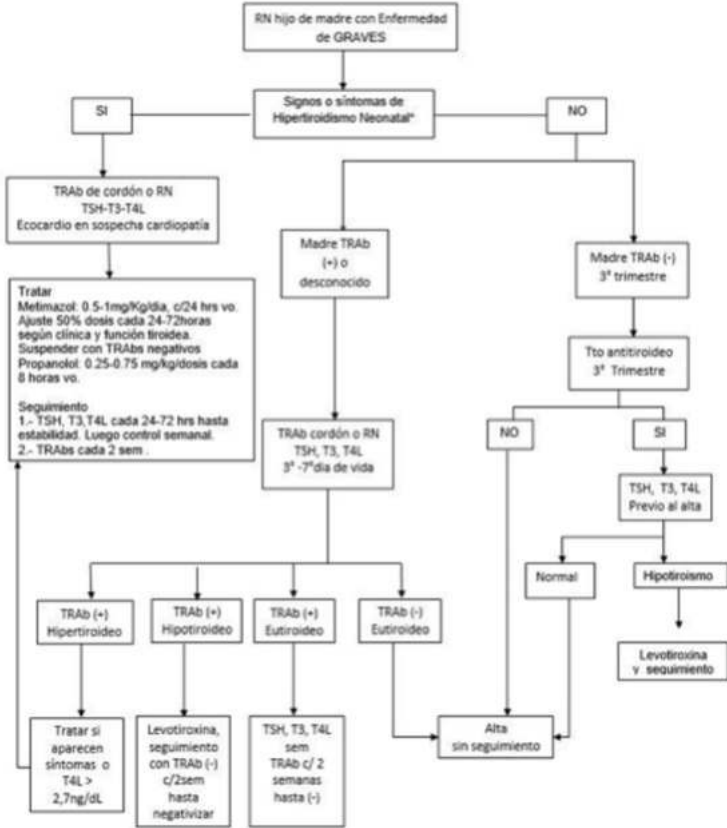 RN hijo de madre con Enfermedad
de GRAVES
Signos o síntomas de
Hipertiroidismo Neonatal*
SI
NO
TRAb de cordón o RN
TSH-T3-T4L
Ecocardio en sospecha cardiopatía
Tratar
Metimazol: 0.5-1mg/Kg/dia, c/24 hrs vo.
Ajuste 50% dosis cada 24-72horas
según clínica y función tiroidea.
Suspender con TRAbs negativos
Propanolol: 0.25-0.75 mg/kg/dosis cada
8 horas vo.
Seguimiento
1.- TSH, T3,T4L cada 24-72 hrs hasta
estabilidad. Luego control semanal.
2.- TRAbs cada 2 sem .
Madre TRAb
(+) o
desconocido
Madre TRAb (-)
3ª trimestre
Tto antitiroideo
3ª Trimestre
NO
SI
TRAb cordón o RN
TSH, T3, T4L
3ª -7ªdia de vida
TSH, T3, T4L
Previo al alta
Normal
Hipotiroismo
Levotiroxina
y seguimiento
TRAb (+)
Hipertiroideo
TRAb (+)
Hipotiroideo
TRAb (+)
Eutiroideo
TRAb (-)
Eutiroideo
Tratar si
aparecen
síntomas o
T4L >
2,7ng/dL
Levotiroxina,
seguimiento
con TRAb (-)
c/2sem
hasta
negativizar
TSH, T3, T4L
sem
TRAb c/ 2
semanas
hasta (-)
Alta
sin seguimiento